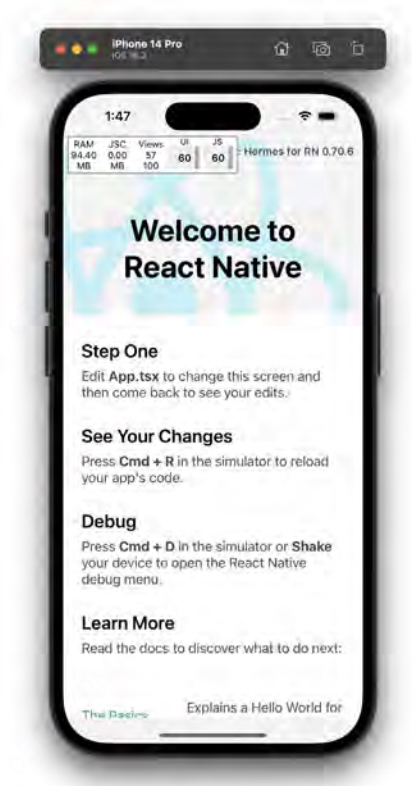 iPhone 14 Pro
iOS 16.2
1:47
RAM JSC Views UI JS
94.40 0.00 57 60 60
MB MB 100
: Hermes for RN 0.70.6
Welcome to
React Native
Step One
Edit App.tsx to change this screen and
then come back to see your edits.
See Your Changes
Press Cmd + R in the simulator to reload
your app's code.
Debug
Press Cmd + D in the simulator or Shake
your device to open the React Native
debug menu.
Learn More
Read the docs to discover what to do next:
The Basics
Explains a Hello World for